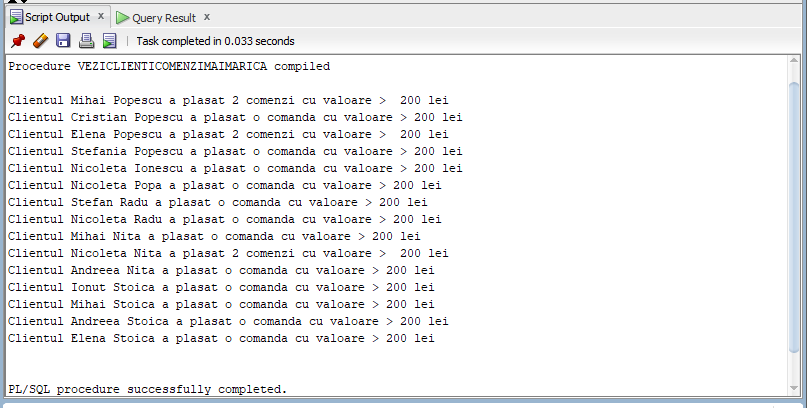 Script Output x Query Result x
Task completed in 0.033 seconds
Procedure VEZICLIENTICOMENZIMAIMARICA compiled
Clientul Mihai Popescu a plasat 2 comenzi cu valoare >  200 lei
Clientul Cristian Popescu a plasat o comanda cu valoare > 200 lei
Clientul Elena Popescu a plasat 2 comenzi cu valoare >  200 lei
Clientul Stefania Popescu a plasat o comanda cu valoare > 200 lei
Clientul Nicoleta Ionescu a plasat o comanda cu valoare > 200 lei
Clientul Nicoleta Popa a plasat o comanda cu valoare > 200 lei
Clientul Stefan Radu a plasat o comanda cu valoare > 200 lei
Clientul Nicoleta Radu a plasat o comanda cu valoare > 200 lei
Clientul Mihai Nita a plasat o comanda cu valoare > 200 lei
Clientul Nicoleta Nita a plasat 2 comenzi cu valoare >  200 lei
Clientul Andreea Nita a plasat o comanda cu valoare > 200 lei
Clientul Ionut Stoica a plasat o comanda cu valoare > 200 lei
Clientul Mihai Stoica a plasat o comanda cu valoare > 200 lei
Clientul Andreea Stoica a plasat o comanda cu valoare > 200 lei
Clientul Elena Stoica a plasat o comanda cu valoare > 200 lei
PL/SQL procedure successfully completed.